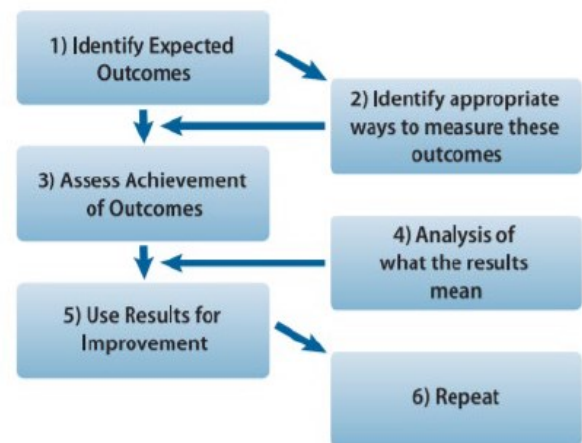 1) Identify Expected
Outcomes
2) Identify appropriate
ways to measure these
outcomes
3) Assess Achievement
of Outcomes
4) Analysis of
what the results
mean
5) Use Results for
Improvement
6) Repeat